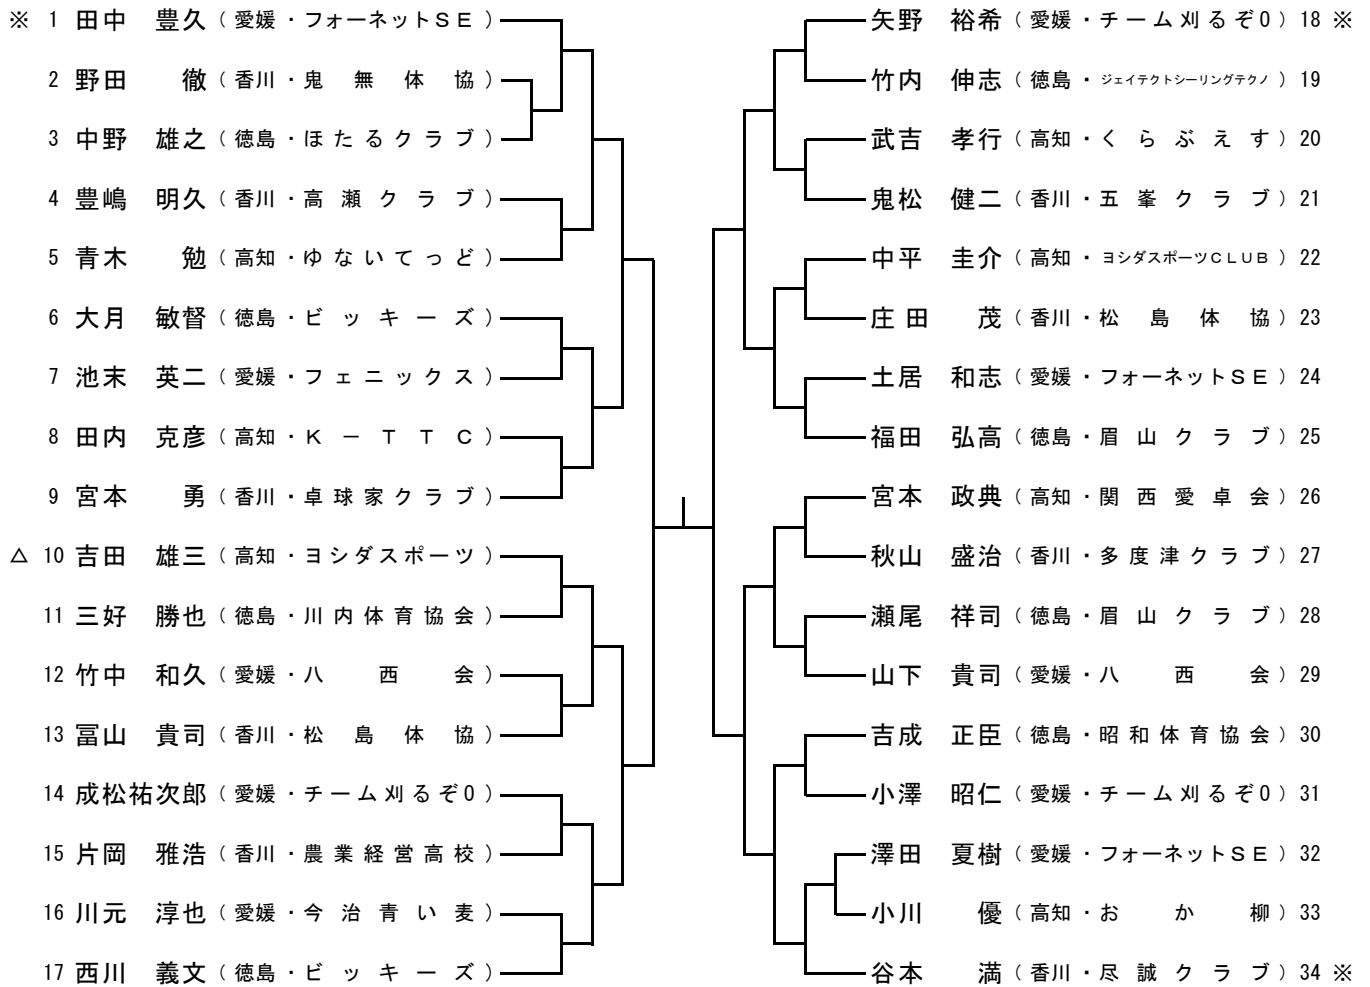 ※ 1 田中 豊久 ( 愛媛 ・ フォーネットＳＥ )
2 野田 徹 ( 香川 ・ 鬼無体協 )
3 中野 雄之 ( 徳島 ・ ほたるクラブ )
4 豊嶋 明久 ( 香川 ・ 高瀬クラブ )
5 青木 勉 ( 高知 ・ ゆないてっど )
6 大月 敏督 ( 徳島 ・ ビッキーズ )
7 池末 英二 ( 愛媛 ・ フェニックス )
8 田内 克彦 ( 高知 ・ Ｋ－ＴＴＣ )
9 宮本 勇 ( 香川 ・ 卓球家クラブ )
△ 10 吉田 雄三 ( 高知 ・ ヨシダスポーツ )
11 三好 勝也 ( 徳島 ・ 川内体育協会 )
12 竹中 和久 ( 愛媛 ・ 八西会 )
13 冨山 貴司 ( 香川 ・ 松島体協 )
14 成松祐次郎 ( 愛媛 ・ チーム刈るぞ0 )
15 片岡 雅浩 ( 香川 ・ 農業経営高校 )
16 川元 淳也 ( 愛媛 ・ 今治青い麦 )
17 西川 義文 ( 徳島 ・ ビッキーズ )
矢野 裕希 ( 愛媛 ・ チーム刈るぞ0 ) 18 ※
竹内 伸志 ( 徳島 ・ ジェイテクトシーリングテクノ ) 19
武吉 孝行 ( 高知 ・ くらぶえす ) 20
鬼松 健二 ( 香川 ・ 五峯クラブ ) 21
中平 圭介 ( 高知 ・ ヨシダスポーツＣＬＵＢ ) 22
庄田 茂 ( 香川 ・ 松島体協 ) 23
土居 和志 ( 愛媛 ・ フォーネットＳＥ ) 24
福田 弘高 ( 徳島 ・ 眉山クラブ ) 25
宮本 政典 ( 高知 ・ 関西愛卓会 ) 26
秋山 盛治 ( 香川 ・ 多度津クラブ ) 27
瀬尾 祥司 ( 徳島 ・ 眉山クラブ ) 28
山下 貴司 ( 愛媛 ・ 八西会 ) 29
吉成 正臣 ( 徳島 ・ 昭和体育協会 ) 30
小澤 昭仁 ( 愛媛 ・ チーム刈るぞ0 ) 31
澤田 夏樹 ( 愛媛 ・ フォーネットＳＥ ) 32
小川 優 ( 高知 ・ おか柳 ) 33
谷本 満 ( 香川 ・ 尽誠クラブ ) 34 ※